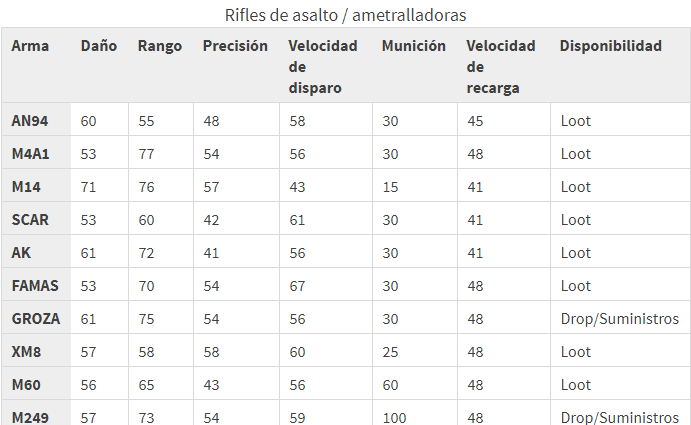 Rifles de asalto / ametralladoras
Arma Daño Rango Precisión Velocidad de disparo Munición Velocidad de recarga Disponibilidad
AN94 60 55 48 58 30 45 Loot
M4A1 53 77 54 56 30 48 Loot
M14 71 76 57 43 15 41 Loot
SCAR 53 60 42 61 30 41 Loot
AK 61 72 41 56 30 41 Loot
FAMAS 53 70 54 67 30 48 Loot
GROZA 61 75 54 56 30 48 Drop/Suministros
XM8 57 58 58 60 25 48 Loot
M60 56 65 43 56 60 48 Loot
M249 57 73 54 59 100 48 Drop/Suministros